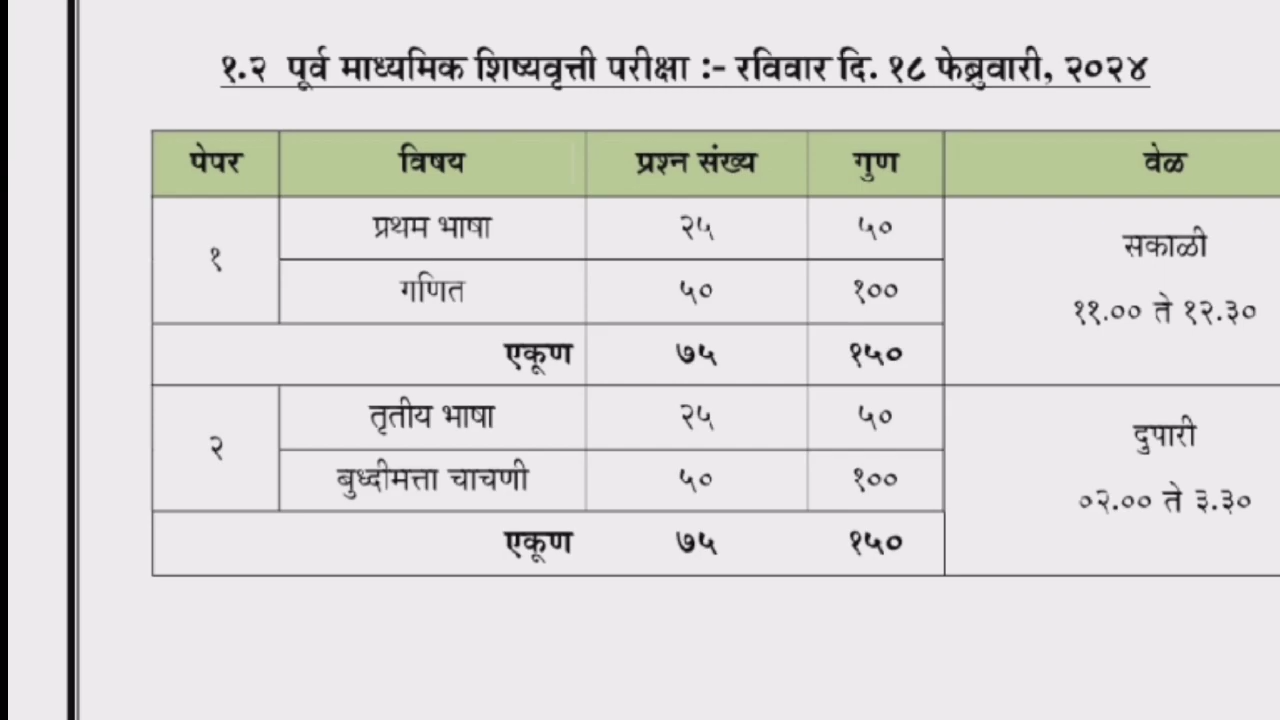 १.२ पूर्व माध्यमिक शिष्यवृत्ती परीक्षा :- रविवार दि. १८ फेब्रुवारी, २०२४
पेपर विषय प्रश्न संख्य गुण वेळ
१ प्रथम भाषा २५ ५० सकाळी ११.०० ते १२.३०
गणित ५० १००
एकूण ७५ १५०
२ तृतीय भाषा २५ ५० दुपारी ०२.०० ते ३.३०
बुध्दीमत्ता चाचणी ५० १००
एकूण ७५ १५०